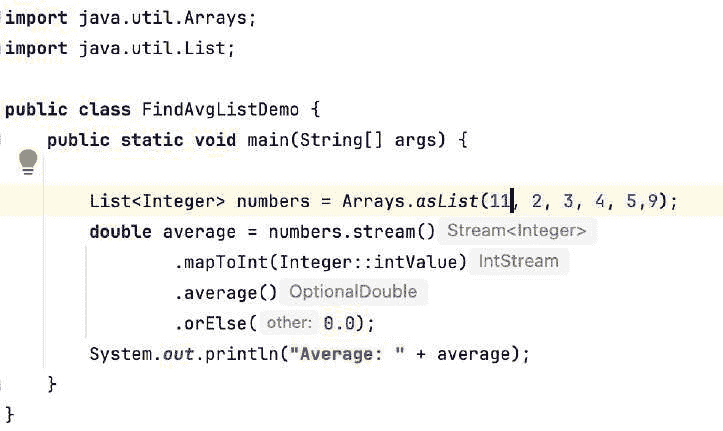 import java.util.Arrays;
import java.util.List;
public class FindAvgListDemo {
public static void main(String[] args) {
List<Integer> numbers = Arrays.asList(11, 2, 3, 4, 5,9);
double average = numbers.stream() Stream<Integer>
.mapToInt(Integer::intValue) IntStream
.average() OptionalDouble
.orElse( other: 0.0);
System.out.println("Average: " + average);
}
}